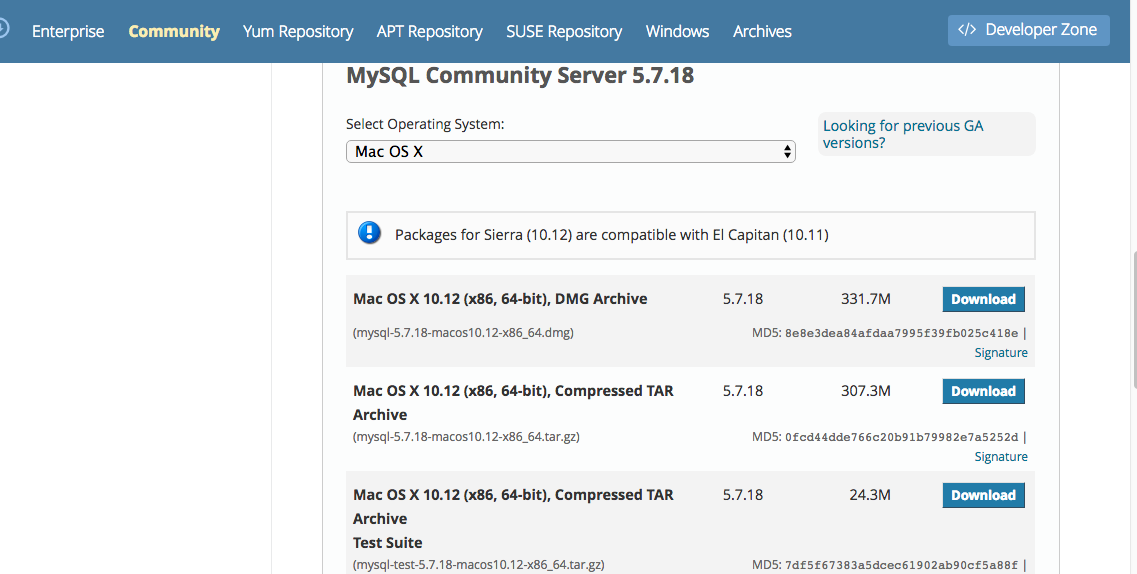 Enterprise Community Yum Repository APT Repository SUSE Repository Windows Archives </> Developer Zone
MySQL Community Server 5.7.18
Select Operating System:
Mac OS X
Looking for previous GA
versions?
Packages for Sierra (10.12) are compatible with El Capitan (10.11)
Mac OS X 10.12 (x86, 64-bit), DMG Archive 5.7.18 331.7M Download
(mysql-5.7.18-macos10.12-x86_64.dmg) MD5: 8e8e3dea84afdaa7995f39fb025c418e |
Signature
Mac OS X 10.12 (x86, 64-bit), Compressed TAR 5.7.18 307.3M Download
Archive
(mysql-5.7.18-macos10.12-x86_64.tar.gz) MD5: 0fcd44dde766c20b91b79982e7a5252d |
Signature
Mac OS X 10.12 (x86, 64-bit), Compressed TAR 5.7.18 24.3M Download
Archive
Test Suite
(mysql-test-5.7.18-macos10.12-x86_64.tar.gz) MD5: 7df5f67383a5dcec61902ab90cf5a88f |